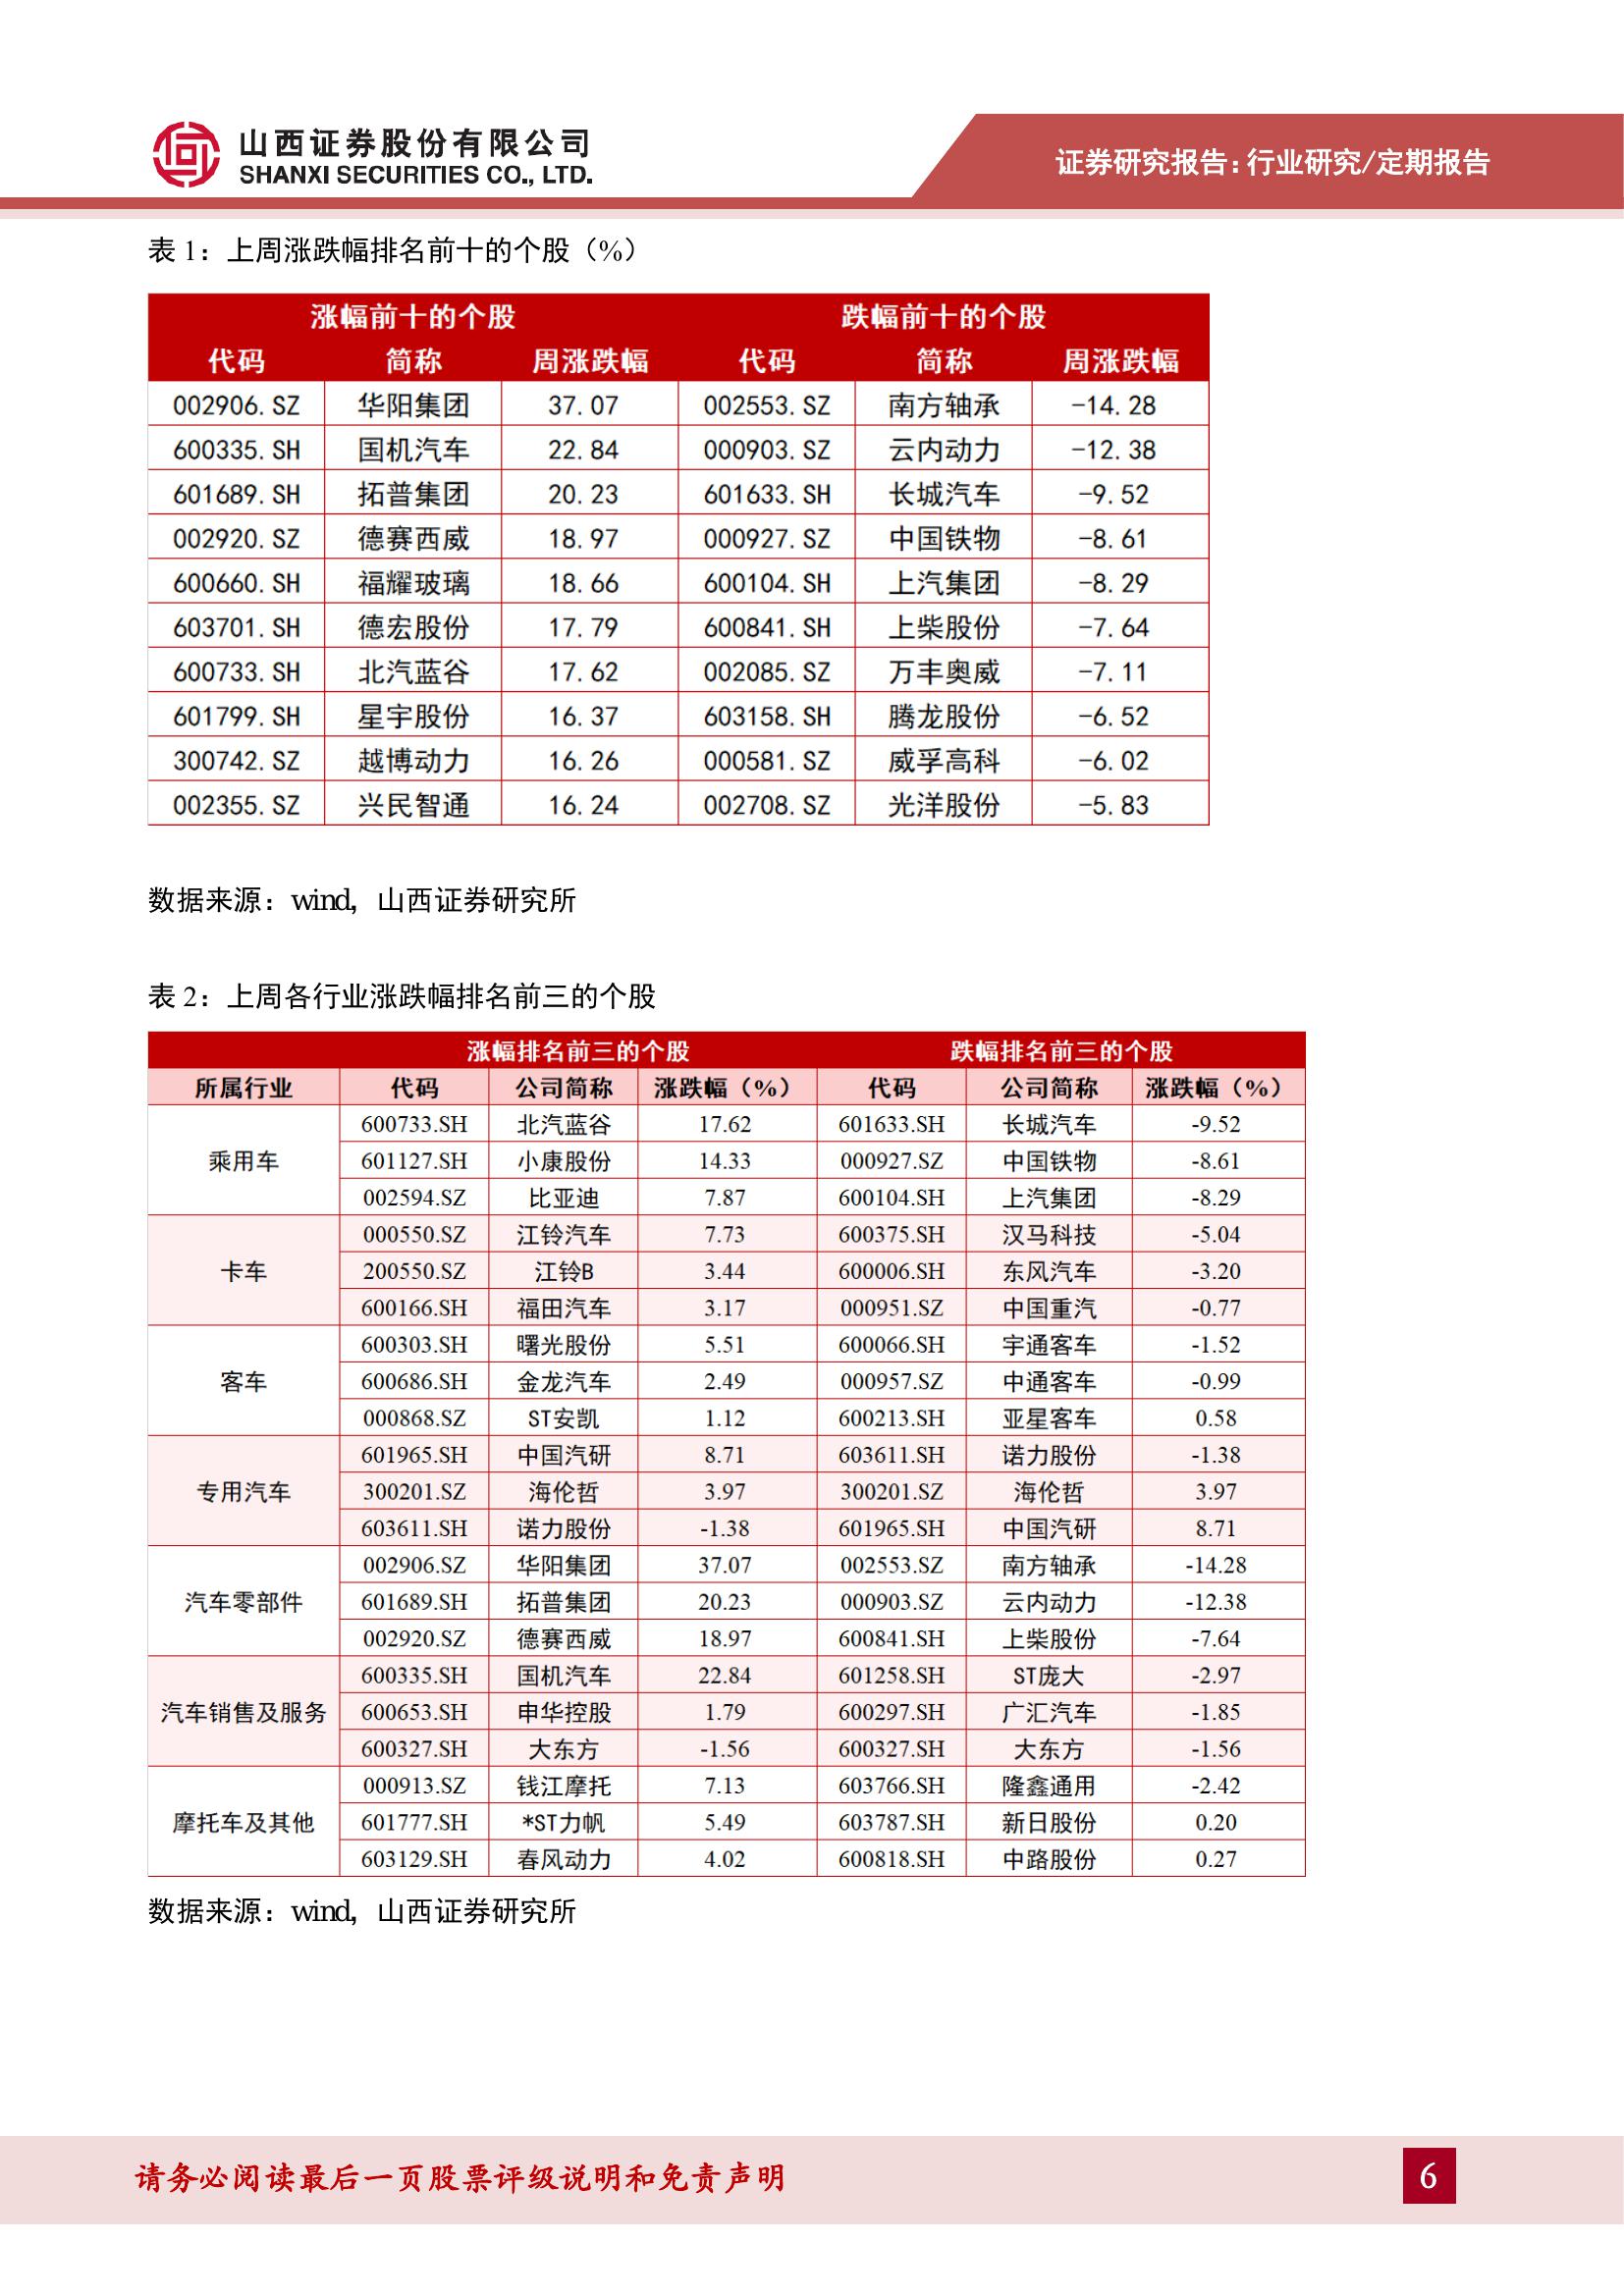 山西证券股份有限公司
SHANXI SECURITIES CO., LTD.
证券研究报告:行业研究/定期报告
表 1：上周涨跌幅排名前十的个股（%）
涨幅前十的个股 跌幅前十的个股
代码 简称 周涨跌幅 代码 简称 周涨跌幅
002906.SZ 华阳集团 37.07 002553.SZ 南方轴承 -14.28
600335.SH 国机汽车 22.84 000903.SZ 云内动力 -12.38
601689.SH 拓普集团 20.23 601633.SH 长城汽车 -9.52
002920.SZ 德赛西威 18.97 000927.SZ 中国铁物 -8.61
600660.SH 福耀玻璃 18.66 600104.SH 上汽集团 -8.29
603701.SH 德宏股份 17.79 600841.SH 上柴股份 -7.64
600733.SH 北汽蓝谷 17.62 002085.SZ 万丰奥威 -7.11
601799.SH 星宇股份 16.37 603158.SH 腾龙股份 -6.52
300742.SZ 越博动力 16.26 000581.SZ 威孚高科 -6.02
002355.SZ 兴民智通 16.24 002708.SZ 光洋股份 -5.83
数据来源：wind，山西证券研究所
表 2：上周各行业涨跌幅排名前三的个股
涨幅排名前三的个股 跌幅排名前三的个股
所属行业 代码 公司简称 涨跌幅（%） 代码 公司简称 涨跌幅（%）
600733.SH 北汽蓝谷 17.62 601633.SH 长城汽车 -9.52
乘用车 601127.SH 小康股份 14.33 000927.SZ 中国铁物 -8.61
002594.SZ 比亚迪 7.87 600104.SH 上汽集团 -8.29
000550.SZ 江铃汽车 7.73 600375.SH 汉马科技 -5.04
卡车 200550.SZ 江铃B 3.44 600006.SH 东风汽车 -3.20
600166.SH 福田汽车 3.17 000951.SZ 中国重汽 -0.77
600303.SH 曙光股份 5.51 600066.SH 宇通客车 -1.52
客车 600686.SH 金龙汽车 2.49 000957.SZ 中通客车 -0.99
000868.SZ ST安凯 1.12 600213.SH 亚星客车 0.58
601965.SH 中国汽研 8.71 603611.SH 诺力股份 -1.38
专用汽车 300201.SZ 海伦哲 3.97 300201.SZ 海伦哲 3.97
603611.SH 诺力股份 -1.38 601965.SH 中国汽研 8.71
002906.SZ 华阳集团 37.07 002553.SZ 南方轴承 -14.28
汽车零部件 601689.SH 拓普集团 20.23 000903.SZ 云内动力 -12.38
002920.SZ 德赛西威 18.97 600841.SH 上柴股份 -7.64
600335.SH 国机汽车 22.84 601258.SH ST庞大 -2.97
汽车销售及服务 600653.SH 申华控股 1.79 600297.SH 广汇汽车 -1.85
600327.SH 大东方 -1.56 600327.SH 大东方 -1.56
000913.SZ 钱江摩托 7.13 603766.SH 隆鑫通用 -2.42
摩托车及其他 601777.SH *ST力帆 5.49 603787.SH 新日股份 0.20
603129.SH 春风动力 4.02 600818.SH 中路股份 0.27
数据来源：wind，山西证券研究所
请务必阅读最后一页股票评级说明和免责声明
6